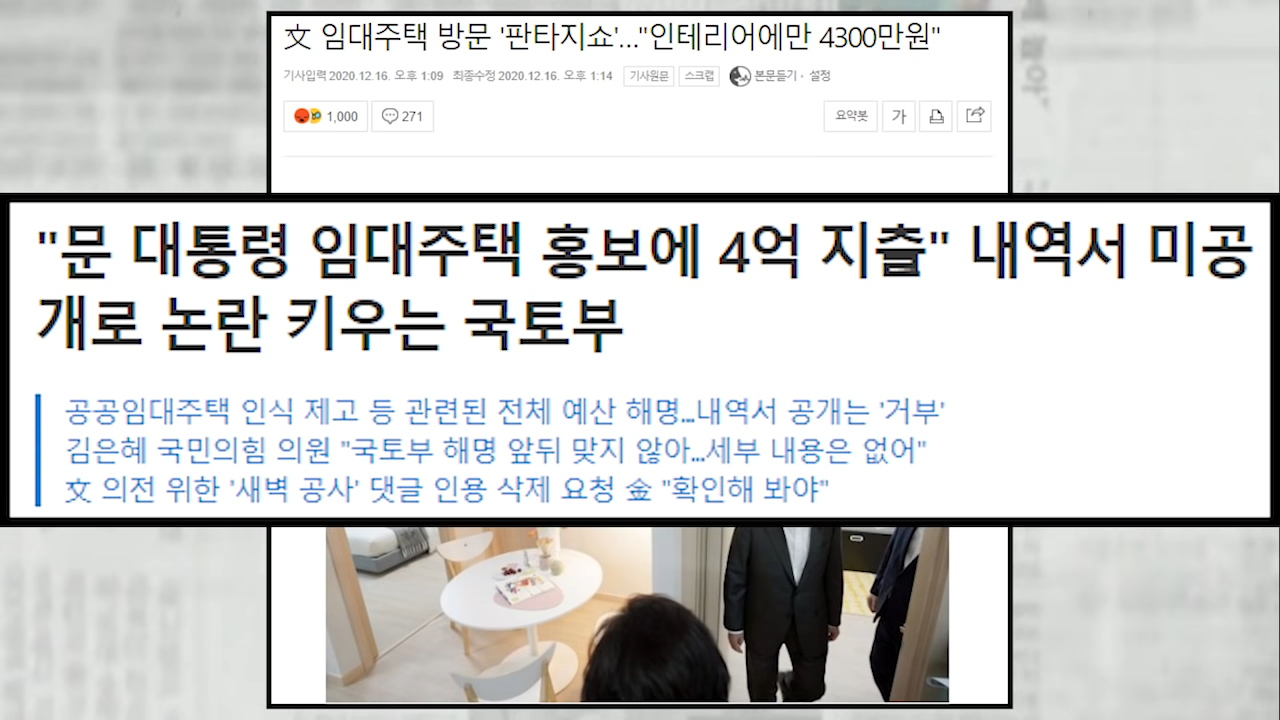 文 임대주택 방문 '판타지쇼'..."인테리어에만 4300만원"
기사입력 2020.12.16. 오후 1:09 최종수정 2020.12.16. 오후 1:14 기사원문 스크랩 본문듣기 · 설정
1,000 271 요약봇 가
"문 대통령 임대주택 홍보에 4억 지출" 내역서 미공
개로 논란 키우는 국토부
공공임대주택 인식 제고 등 관련된 전체 예산 해명...내역서 공개는 '거부'
김은혜 국민의힘 의원 "국토부 해명 앞뒤 맞지 않아...세부 내용은 없어"
文 의전 위한 '새벽 공사' 댓글 인용 삭제 요청 金 "확인해 봐야"